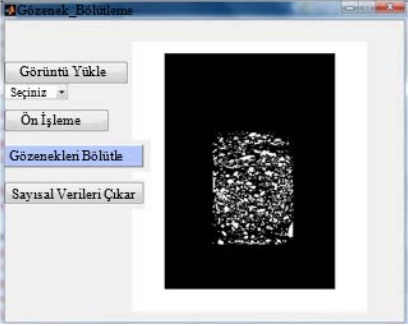 Gözenek_Bölütleme
Görüntü Yükle
Seçiniz
Ön İşleme
Gözenekleri Bölütle
Sayısal Verileri Çıkar